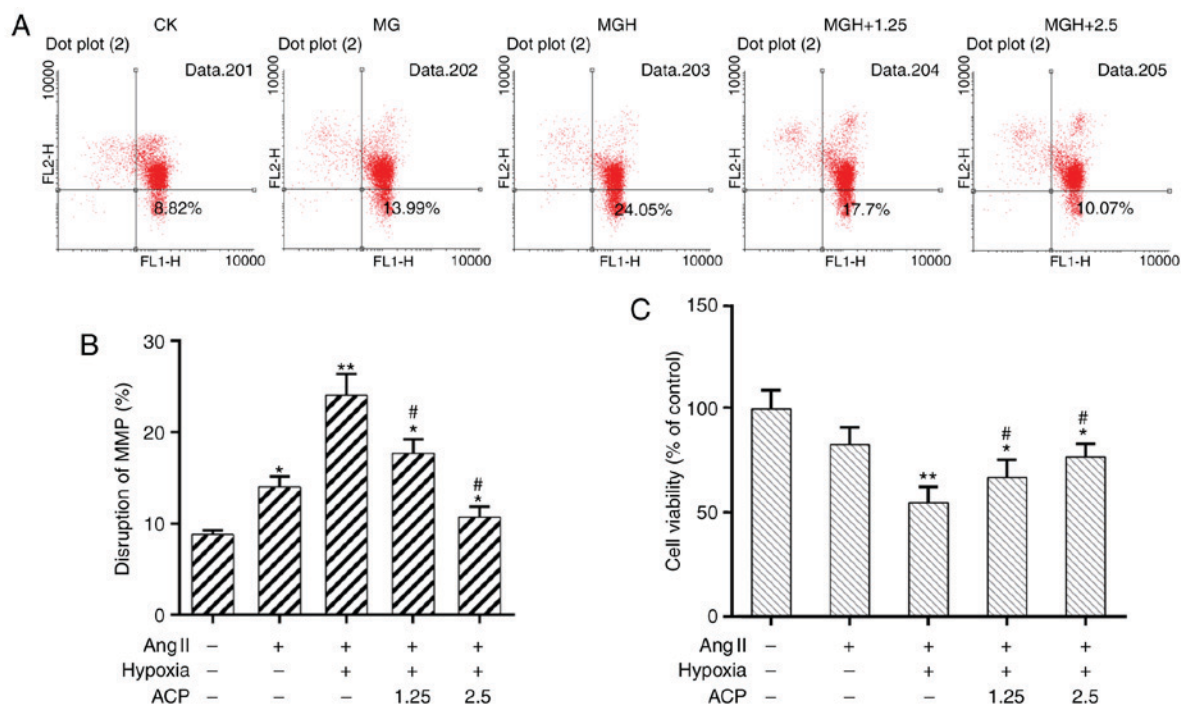 A
CK MG MGH MGH+1.25 MGH+2.5
Dot plot (2) Dot plot (2) Dot plot (2) Dot plot (2) Dot plot (2)
10000 Data.201 10000 Data.202 10000 Data.203 10000 Data.204 10000 Data.205
FL2-H FL2-H FL2-H FL2-H FL2-H
8.82% 13.99% 24.05% 17.7% 10.07%
FL1-H 10000 FL1-H 10000 FL1-H 10000 FL1-H 10000 FL1-H 10000
B
Disruption of MMP (%)
30
20
10
0
* ** # * # *
Ang II − + + + +
Hypoxia − − + + +
ACP − − − 1.25 2.5
C
Cell viability (% of control)
150
100
50
0
** # * # *
Ang II − + + + +
Hypoxia − − + + +
ACP − − − 1.25 2.5